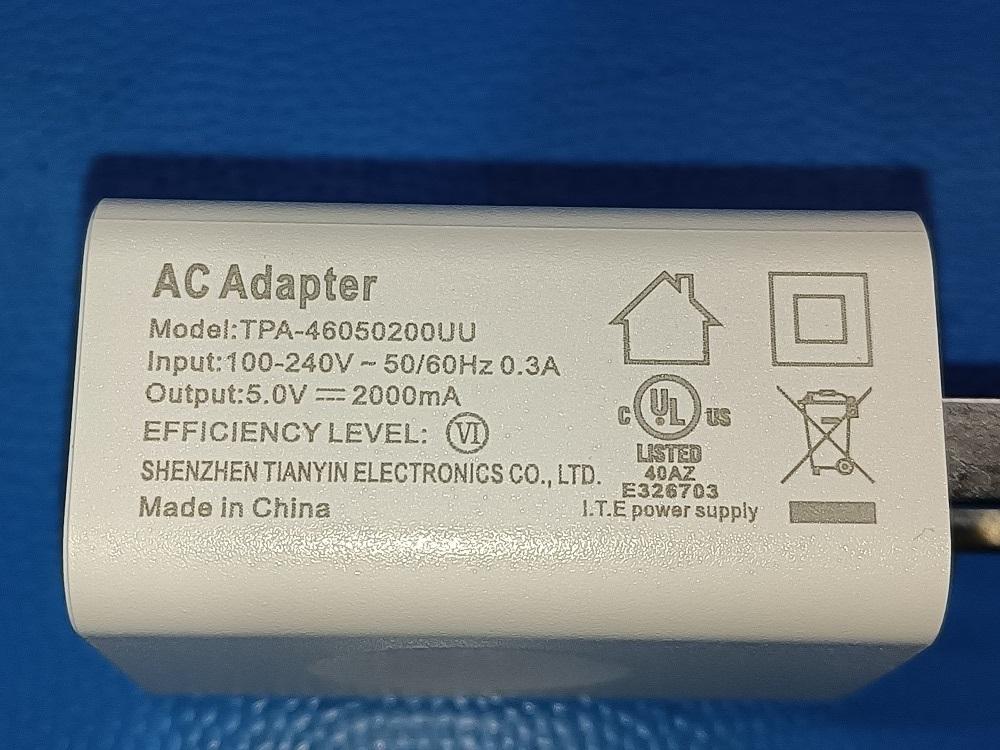 AC Adapter
Model:TPA-46050200UU
Input:100-240V ~ 50/60Hz 0.3A
Output:5.0V ⎓ 2000mA
EFFICIENCY LEVEL: VI
SHENZHEN TIANYIN ELECTRONICS CO., LTD.
Made in China
C UL US
LISTED
40AZ
E326703
I.T.E power supply